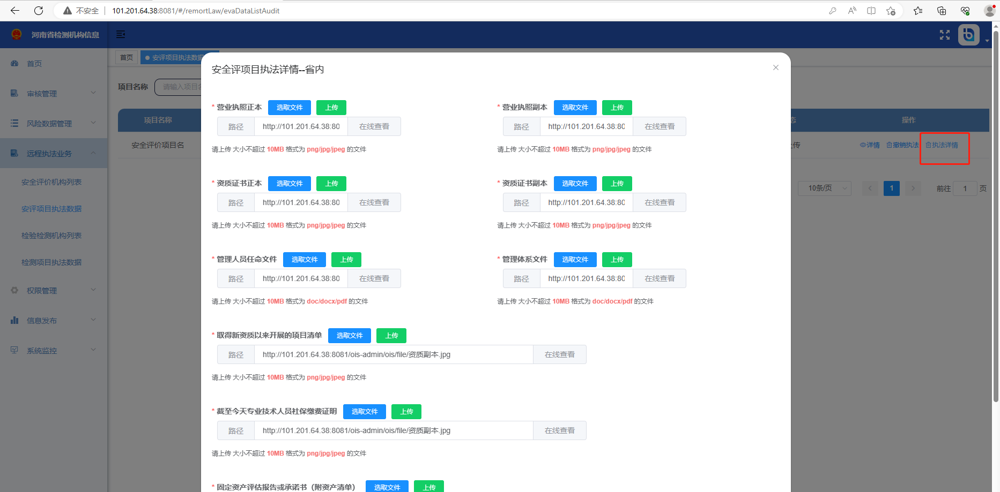 不安全 101.201.64.38:8081/#/remortLaw/evaDataListAudit
河南省检测机构信息
首页
审核管理
风险数据管理
远程执法业务
安全评价机构列表
安评项目执法数据
检验检测机构列表
检测项目执法数据
权限管理
信息发布
系统监控
首页 安评项目执法数据
项目名称 请输入项目名
项目名称 态 操作
安全评价项目名 上传 详情 撤销执法 执法详情
10条/页 1 前往 1 页
安全评项目执法详情--省内
* 营业执照正本 选取文件 上传
路径 http://101.201.64.38:80 在线查看
请上传 大小不超过 10MB 格式为 png/jpg/jpeg 的文件
* 营业执照副本 选取文件 上传
路径 http://101.201.64.38:80 在线查看
请上传 大小不超过 10MB 格式为 png/jpg/jpeg 的文件
* 资质证书正本 选取文件 上传
路径 http://101.201.64.38:80 在线查看
请上传 大小不超过 10MB 格式为 png/jpg/jpeg 的文件
* 资质证书副本 选取文件 上传
路径 http://101.201.64.38:80 在线查看
请上传 大小不超过 10MB 格式为 png/jpg/jpeg 的文件
* 管理人员任命文件 选取文件 上传
路径 http://101.201.64.38:80 在线查看
请上传 大小不超过 10MB 格式为 doc/docx/pdf 的文件
* 管理体系文件 选取文件 上传
路径 http://101.201.64.38:80 在线查看
请上传 大小不超过 10MB 格式为 doc/docx/pdf 的文件
* 取得新资质以来开展的项目清单 选取文件 上传
路径 http://101.201.64.38:8081/ois-admin/ois/file/资质副本.jpg 在线查看
请上传 大小不超过 10MB 格式为 png/jpg/jpeg 的文件
* 截至今天专业技术人员社保缴费证明 选取文件 上传
路径 http://101.201.64.38:8081/ois-admin/ois/file/资质副本.jpg 在线查看
请上传 大小不超过 10MB 格式为 png/jpg/jpeg 的文件
* 固定资产评估报告或承诺书（附资产清单） 选取文件 上传